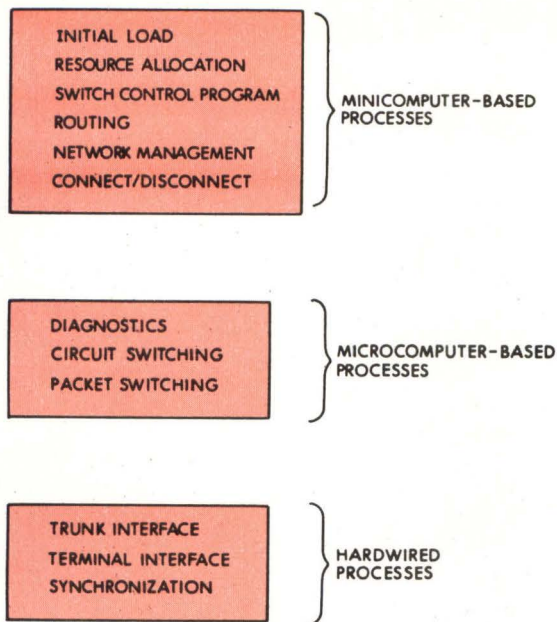 INITIAL LOAD
RESOURCE ALLOCATION
SWITCH CONTROL PROGRAM
ROUTING
NETWORK MANAGEMENT
CONNECT/DISCONNECT
MINICOMPUTER-BASED
PROCESSES
DIAGNOSTICS
CIRCUIT SWITCHING
PACKET SWITCHING
MICROCOMPUTER-BASED
PROCESSES
TRUNK INTERFACE
TERMINAL INTERFACE
SYNCHRONIZATION
HARDWIRED
PROCESSES